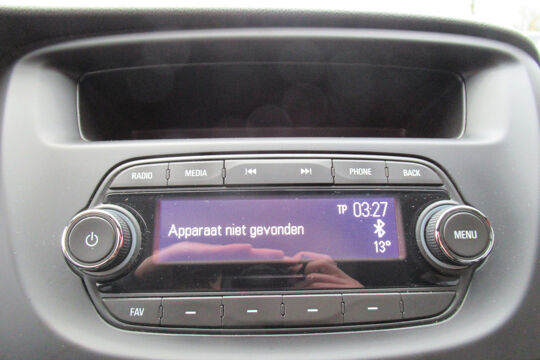 RADIO MEDIA PHONE BACK
TP 03:27
Apparaat niet gevonden
13°
MENU
FAV